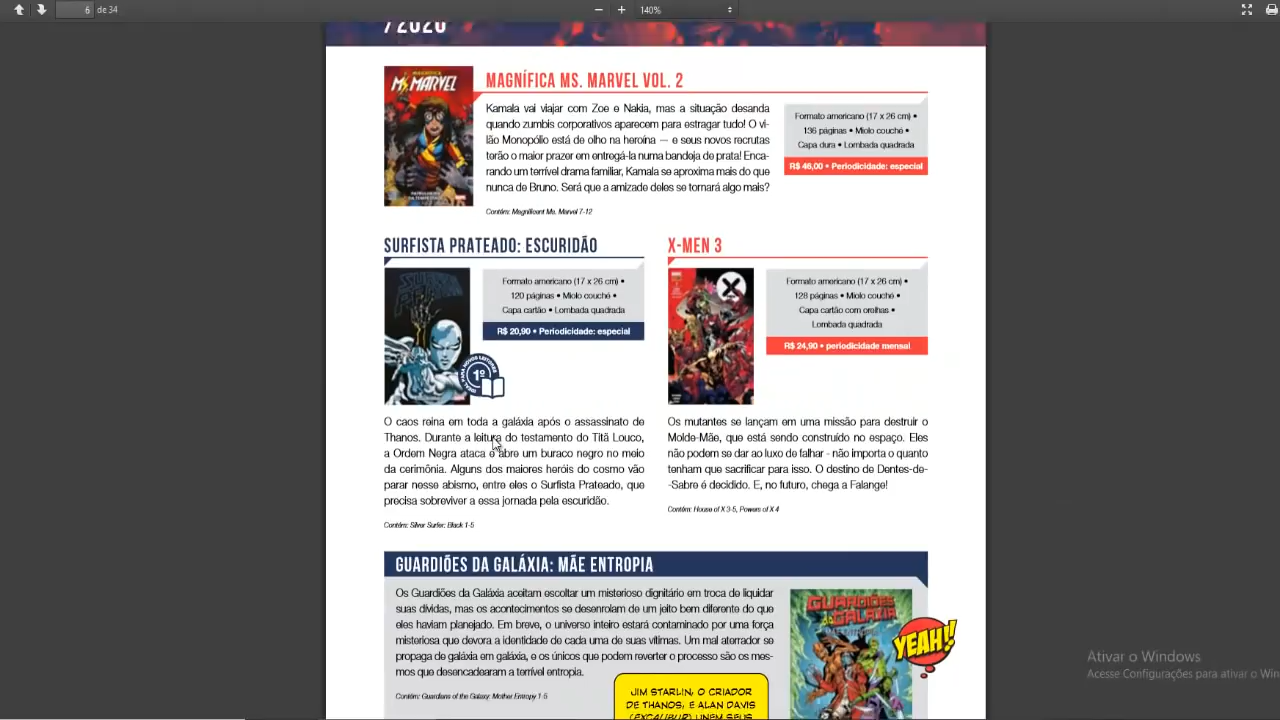 6 de 34
140%
/2020
MAGNÍFICA MS. MARVEL
MAGNÍFICA MS. MARVEL VOL. 2
Kamala vai viajar com Zoe e Nakia, mas a situação desanda
quando zumbis corporativos aparecem para estragar tudo! O vi-
lão Monopólio está de olho na heroína — e seus novos recrutas
terão o maior prazer em entregá-la numa bandeja de prata! Enca-
rando um terrível drama familiar, Kamala se aproxima mais do que
nunca de Bruno. Será que a amizade deles se tornará algo mais?
Contém: Magnificent Ms. Marvel 7-12
Formato americano (17 x 26 cm) •
136 páginas • Miolo couché •
Capa dura • Lombada quadrada
R$ 46,00 • Periodicidade: especial
SURFISTA PRATEADO: ESCURIDÃO
Formato americano (17 x 26 cm) •
120 páginas • Miolo couché •
Capa cartão • Lombada quadrada
R$ 20,90 • Periodicidade: especial
1º
O caos reina em toda a galáxia após o assassinato de
Thanos. Durante a leitura do testamento do Titã Louco,
a Ordem Negra ataca e abre um buraco negro no meio
da cerimônia. Alguns dos maiores heróis do cosmo vão
parar nesse abismo, entre eles o Surfista Prateado, que
precisa sobreviver a essa jornada pela escuridão.
Contém: Silver Surfer: Black 1-5
X-MEN 3
X
Formato americano (17 x 26 cm) •
128 páginas • Miolo couché •
Capa cartão com orelhas •
Lombada quadrada
R$ 24,90 • periodicidade mensal
Os mutantes se lançam em uma missão para destruir o
Molde-Mãe, que está sendo construído no espaço. Eles
não podem se dar ao luxo de falhar - não importa o quanto
tenham que sacrificar para isso. O destino de Dentes-de-
-Sabre é decidido. E, no futuro, chega a Falange!
Contém: House of X 3-5, Powers of X 4
GUARDIÕES DA GALÁXIA: MÃE ENTROPIA
Os Guardiões da Galáxia aceitam escoltar um misterioso dignitário em troca de liquidar
suas dívidas, mas os acontecimentos se desenrolam de um jeito bem diferente do que
eles haviam planejado. Em breve, o universo inteiro estará contaminado por uma força
misteriosa que devora a identidade de cada uma de suas vítimas. Um mal aterrador se
propaga de galáxia em galáxia, e os únicos que podem reverter o processo são os mes-
mos que desencadearam a terrível entropia.
Contém: Guardians of the Galaxy: Mother Entropy 1-5
JIM STARLIN, O CRIADOR
DE THANOS, E ALAN DAVIS
(EXCALIBUR) UNEM SEUS
GUARDIÕES
DA GALÁXIA
YEAH!!
Ativar o Windows
Acesse Configurações para ativar o Win